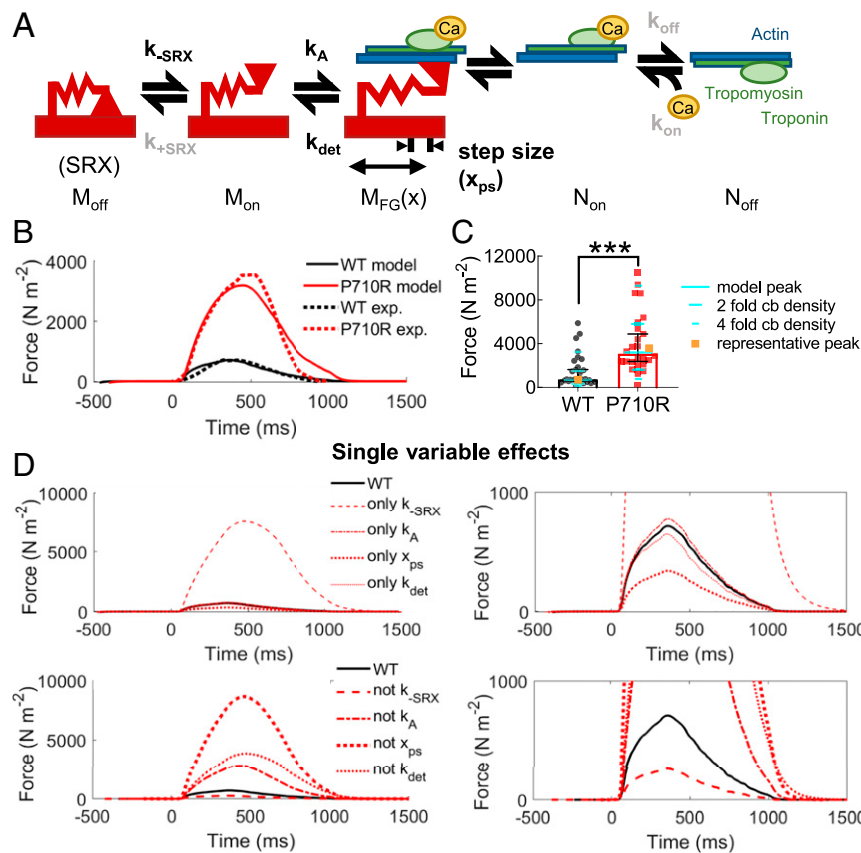 A
k-SRX
k+SRX
kA
kdet
Ca
Ca
koff
kon
Ca
Actin
Tropomyosin
Troponin
step size
(xps)
(SRX)
Moff
Mon
MFG(x)
Non
Noff
B
Force (N m-2)
4000
2000
0
-500
0
500
1000
1500
Time (ms)
WT model
P710R model
WT exp.
P710R exp.
C
Force (N m-2)
12000
8000
4000
0
***
WT
P710R
model peak
2 fold cb density
4 fold cb density
representative peak
Single variable effects
D
Force (N m-2)
10000
5000
0
-500
0
500
1000
1500
Time (ms)
WT
only k-SRX
only kA
only xps
only kdet
Force (N m-2)
1000
0
-500
0
500
1000
1500
Time (ms)
Force (N m-2)
10000
5000
0
-500
0
500
1000
1500
Time (ms)
WT
not k-SRX
not kA
not xps
not kdet
Force (N m-2)
1000
0
-500
0
500
1000
1500
Time (ms)